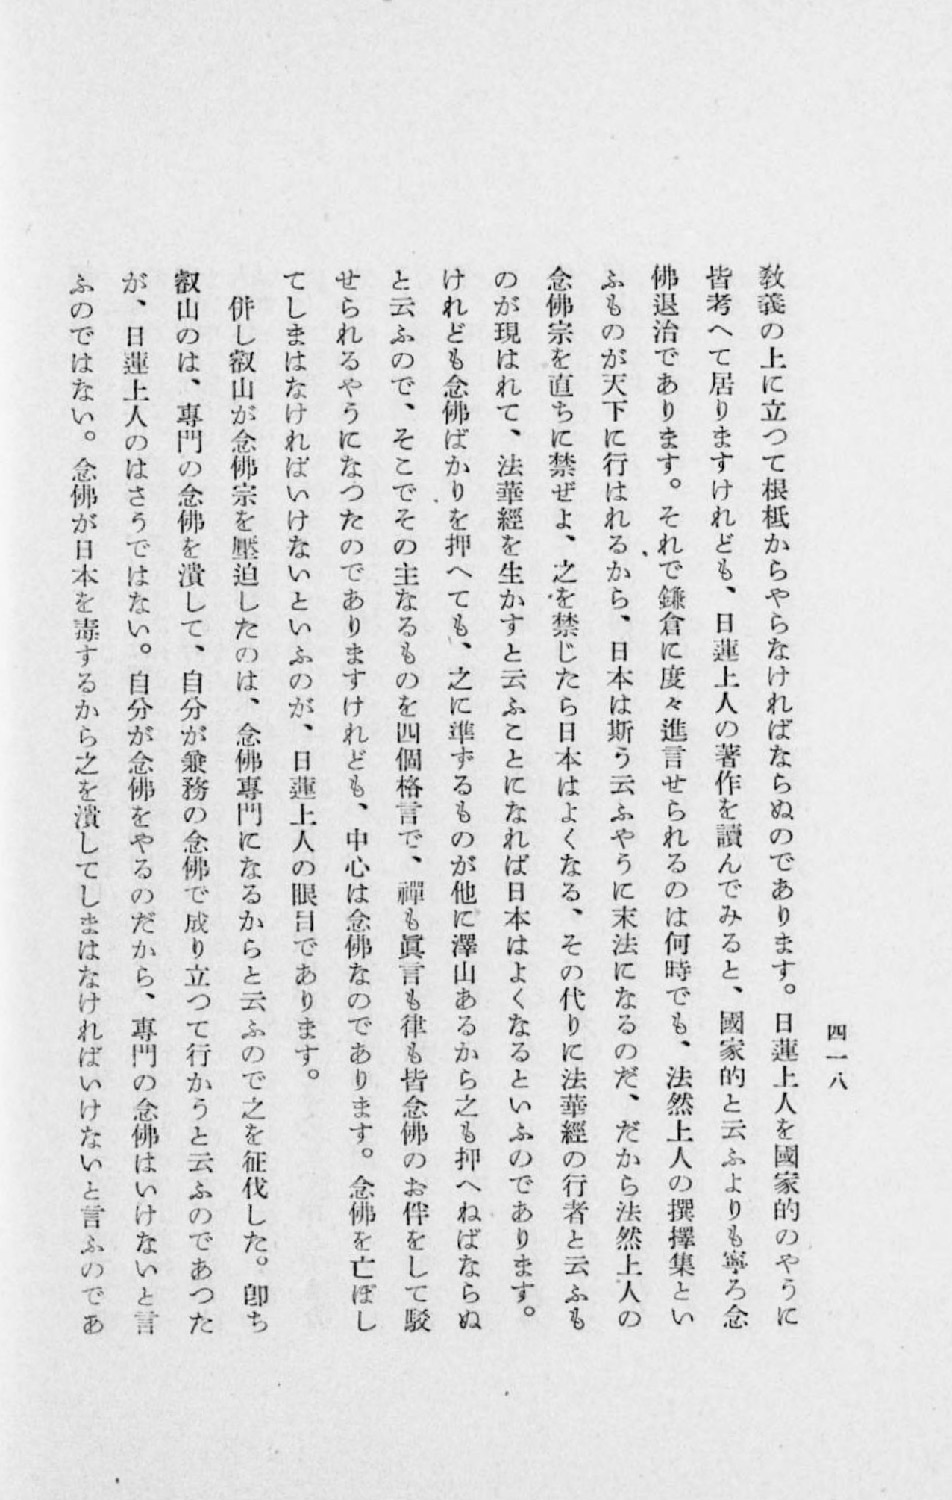 四一八
敎義の上に立つて根柢からやらなければならぬのであります。日蓮上人を國家的のやうに
皆考へて居りますけれども、日蓮上人の著作を讀んでみると、國家的と云ふよりも寧ろ念
佛退治であります。それで鎌倉に度々進言せられるのは何時でも、法然上人の撰擇集とい
ふものが天下に行はれるから、日本は斯う云ふやうに末法になるのだ、だから法然上人の
念佛宗を直ちに禁ぜよ、之を禁じたら日本はよくなる、その代りに法華經の行者と云ふも
のが現はれて、法華經を生かすと云ふことになれば日本はよくなるといふのであります。
けれども念佛ばかりを押へても、之に準ずるものが他に澤山あるから之も押へねばならぬ
と云ふので、そこでその主なるものを四個格言で、禪も眞言も律も皆念佛のお伴をして駁
せられるやうになつたのでありますけれども、中心は念佛なのであります。念佛を亡ぼし
てしまはなければいけないといふのが、日蓮上人の眼目であります。
併し叡山が念佛宗を壓迫したのは、念佛專門になるからと云ふので之を征伐した。卽ち
叡山のは、專門の念佛を潰して、自分が兼務の念佛で成り立つて行かうと云ふのであつた
が、日蓮上人のはさうではない。自分が念佛をやるのだから、專門の念佛はいけないと言
ふのではない。念佛が日本を毒するから之を潰してしまはなければいけないと言ふのであ